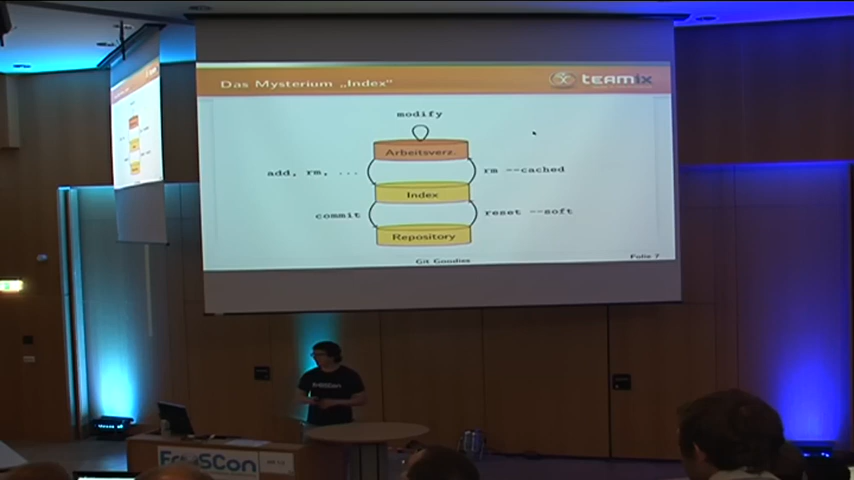 Das Mysterium „Index"
teamix
modify
Arbeitsverz.
add, rm, ...
rm --cached
Index
commit
reset --soft
Repository
Git Goodies
Folie 7
FrOSCon